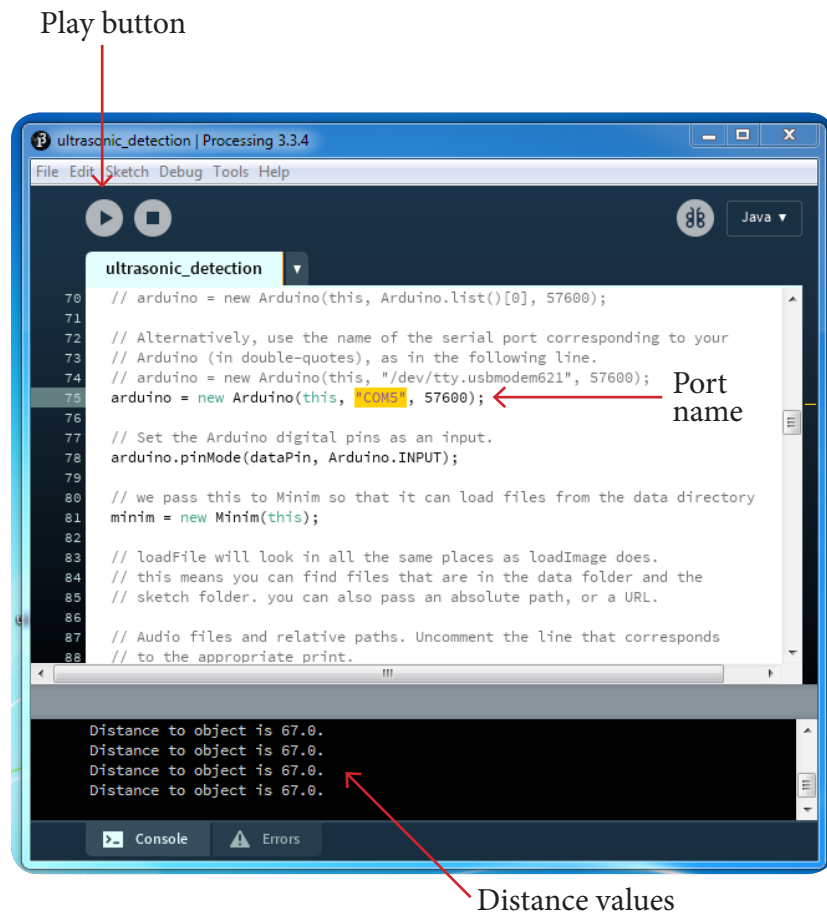 Play button
ultrasonic_detection | Processing 3.3.4
File Edit Sketch Debug Tools Help
Java
ultrasonic_detection
70 // arduino = new Arduino(this, Arduino.list()[0], 57600);
71
72 // Alternatively, use the name of the serial port corresponding to your
73 // Arduino (in double-quotes), as in the following line.
74 // arduino = new Arduino(this, "/dev/tty.usbmodem621", 57600);
75 arduino = new Arduino(this, "COM5", 57600);
Port
name
76
77 // Set the Arduino digital pins as an input.
78 arduino.pinMode(dataPin, Arduino.INPUT);
79
80 // we pass this to Minim so that it can load files from the data directory
81 minim = new Minim(this);
82
83 // loadFile will look in all the same places as loadImage does.
84 // this means you can find files that are in the data folder and the
85 // sketch folder. you can also pass an absolute path, or a URL.
86
87 // Audio files and relative paths. Uncomment the line that corresponds
88 // to the appropriate print.
Distance to object is 67.0.
Distance to object is 67.0.
Distance to object is 67.0.
Distance to object is 67.0.
Console Errors
Distance values